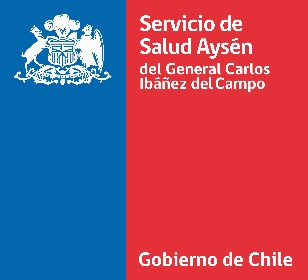 Servicio de
Salud Aysén
del General Carlos
Ibáñez del Campo
Gobierno de Chile